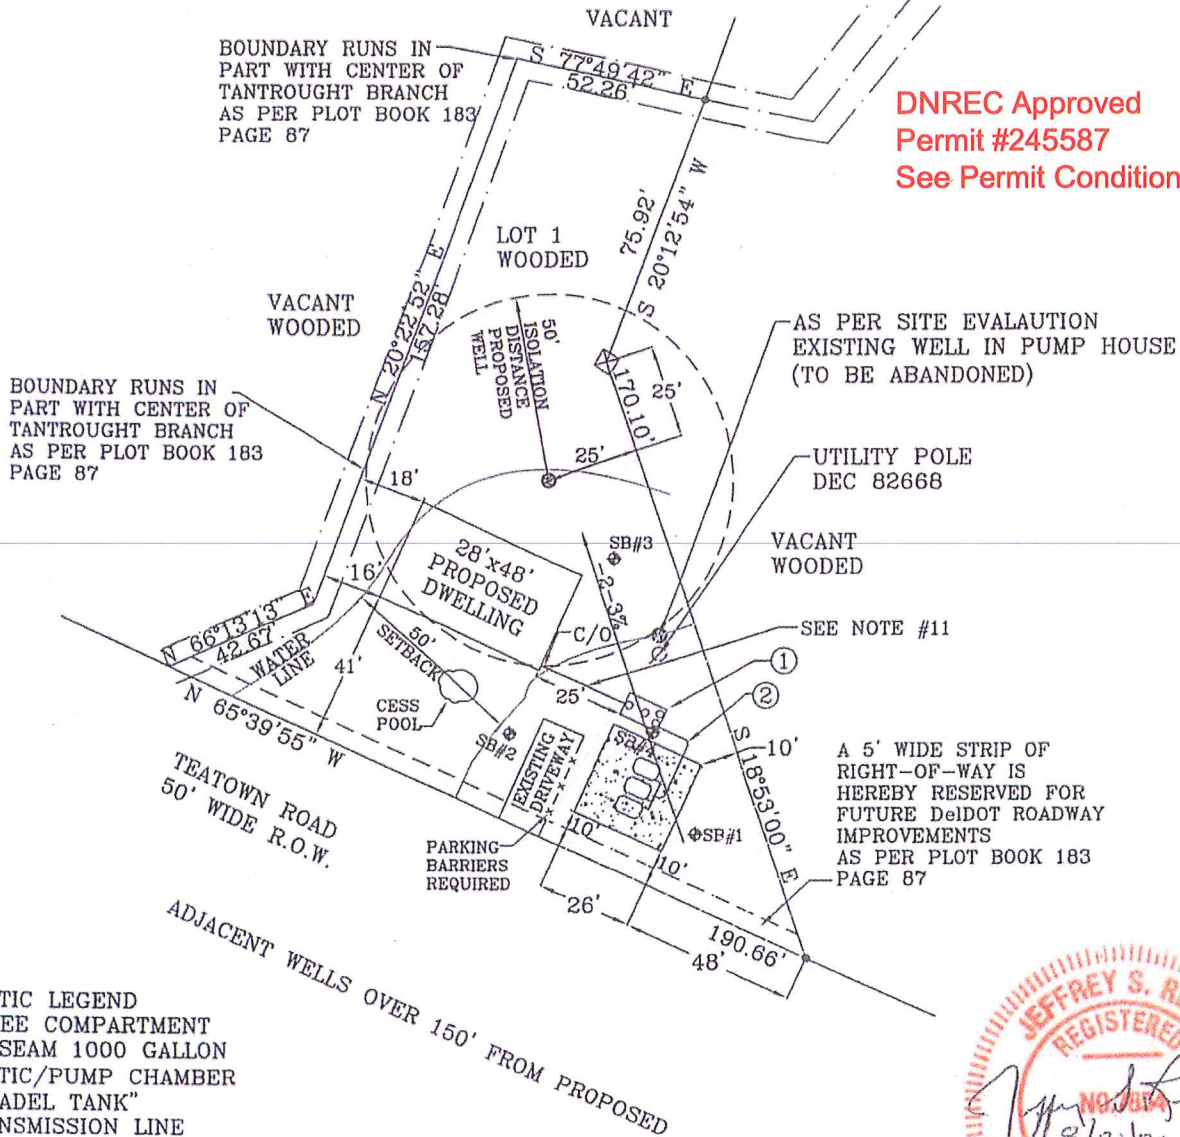 VACANT
BOUNDARY RUNS IN
PART WITH CENTER OF
TANTROUGHT BRANCH
AS PER PLOT BOOK 183
PAGE 87
S 77°49'42" E
52.26'
DNREC Approved
Permit #245587
See Permit Condition
75.92'
S 20°12'54" W
LOT 1
WOODED
VACANT
WOODED
N 20°22'52" E
157.28'
50'
ISOLATION
DISTANCE
PROPOSED
WELL
AS PER SITE EVALAUTION
EXISTING WELL IN PUMP HOUSE
(TO BE ABANDONED)
170.10'
25'
25'
BOUNDARY RUNS IN
PART WITH CENTER OF
TANTROUGHT BRANCH
AS PER PLOT BOOK 183
PAGE 87
UTILITY POLE
DEC 82668
18'
SB#3
VACANT
WOODED
28'x48'
PROPOSED
DWELLING
2-3%
16'
C/O
SEE NOTE #11
N 66°13'13" E
42.67'
WATER
LINE
50'
SETBACK
41'
25'
1
2
CESS
POOL
SB#2
EXISTING
DRIVEWAY
10'
N 65°39'55" W
S 18°53'00" E
A 5' WIDE STRIP OF
RIGHT-OF-WAY IS
HEREBY RESERVED FOR
FUTURE DelDOT ROADWAY
IMPROVEMENTS
AS PER PLOT BOOK 183
PAGE 87
TEATOWN ROAD
50' WIDE R.O.W.
SB#1
10'
10'
PARKING
BARRIERS
REQUIRED
26'
190.66'
48'
ADJACENT WELLS OVER 150' FROM PROPOSED
TIC LEGEND
EE COMPARTMENT
SEAM 1000 GALLON
TIC/PUMP CHAMBER
ADEL TANK"
NSMISSION LINE
JEFFREY S. R
REGISTERED